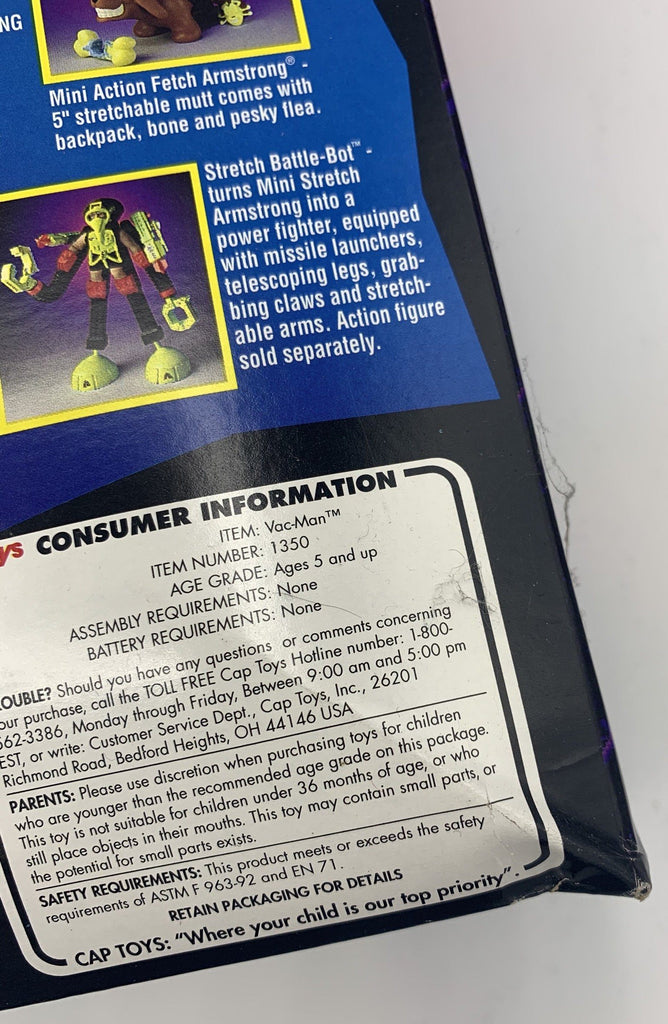 NG
Mini Action Fetch Armstrong® -
5" stretchable mutt comes with
backpack, bone and pesky flea.
Stretch Battle-Bot™ -
turns Mini Stretch
Armstrong into a
power fighter, equipped
with missile launchers,
telescoping legs, grab-
bing claws and stretch-
able arms. Action figure
sold separately.
ys CONSUMER INFORMATION
ITEM: Vac-Man™
ITEM NUMBER: 1350
AGE GRADE: Ages 5 and up
ASSEMBLY REQUIREMENTS: None
BATTERY REQUIREMENTS: None
OUBLE? Should you have any questions or comments concerning
our purchase, call the TOLL FREE Cap Toys Hotline number: 1-800-
562-3386, Monday through Friday, Between 9:00 am and 5:00 pm
EST, or write: Customer Service Dept., Cap Toys, Inc., 26201
Richmond Road, Bedford Heights, OH 44146 USA
PARENTS: Please use discretion when purchasing toys for children
who are younger than the recommended age grade on this package.
This toy is not suitable for children under 36 months of age, or who
still place objects in their mouths. This toy may contain small parts, or
the potential for small parts exists.
SAFETY REQUIREMENTS: This product meets or exceeds the safety
requirements of ASTM F 963-92 and EN 71.
RETAIN PACKAGING FOR DETAILS
CAP TOYS: "Where your child is our top priority".